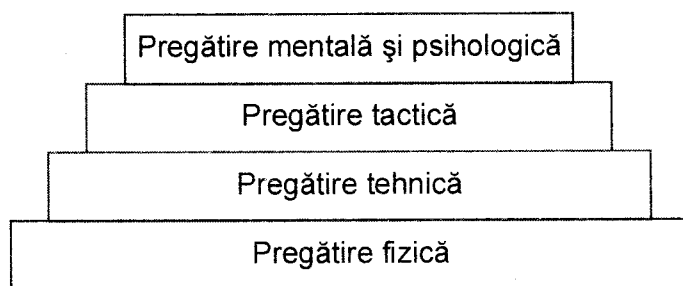 Pregătire mentală şi psihologică
Pregătire tactică
Pregătire tehnică
Pregătire fizică